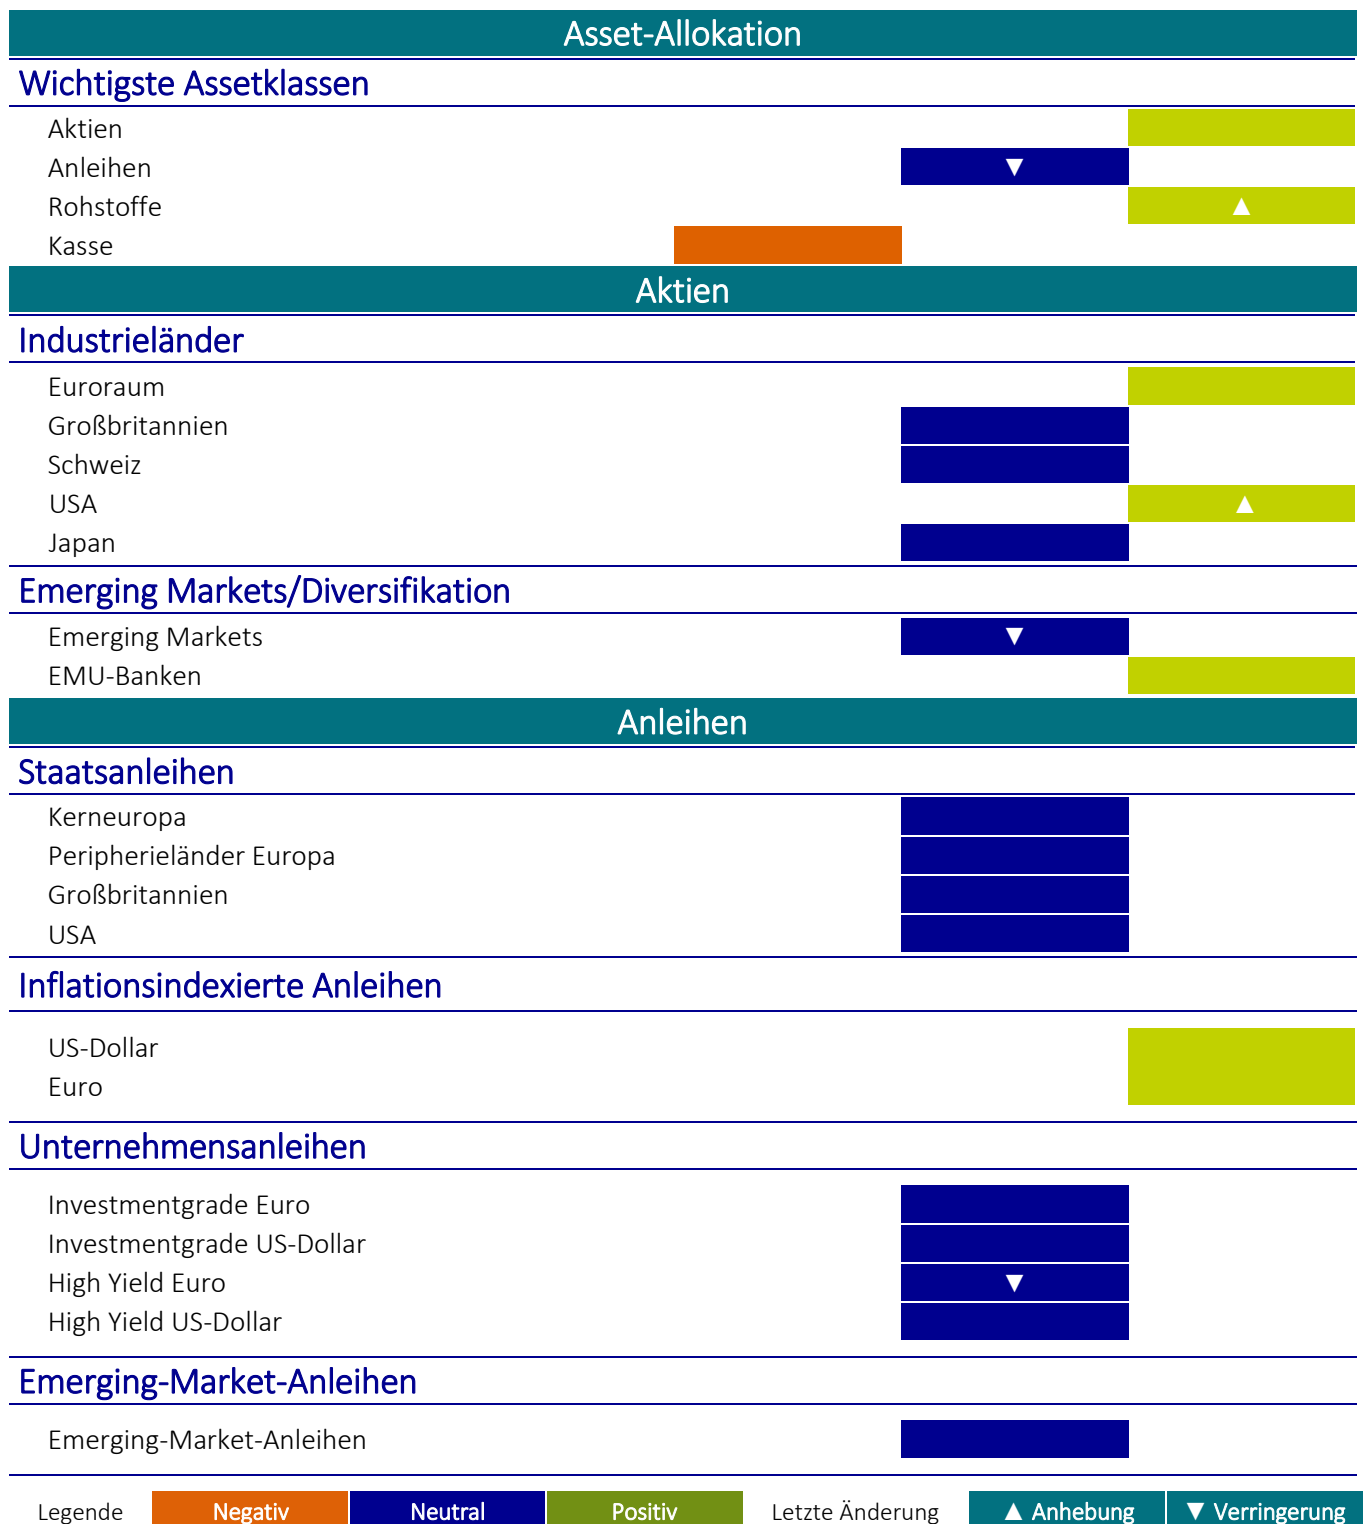 Asset-Allokation
Wichtigste Assetklassen
Aktien
Anleihen ▼
Rohstoffe ▲
Kasse
Aktien
Industrieländer
Euroraum
Großbritannien
Schweiz
USA ▲
Japan
Emerging Markets/Diversifikation
Emerging Markets ▼
EMU-Banken
Anleihen
Staatsanleihen
Kerneuropa
Peripherieländer Europa
Großbritannien
USA
Inflationsindexierte Anleihen
US-Dollar
Euro
Unternehmensanleihen
Investmentgrade Euro
Investmentgrade US-Dollar
High Yield Euro ▼
High Yield US-Dollar
Emerging-Market-Anleihen
Emerging-Market-Anleihen
Legende Negativ Neutral Positiv Letzte Änderung ▲ Anhebung ▼ Verringerung